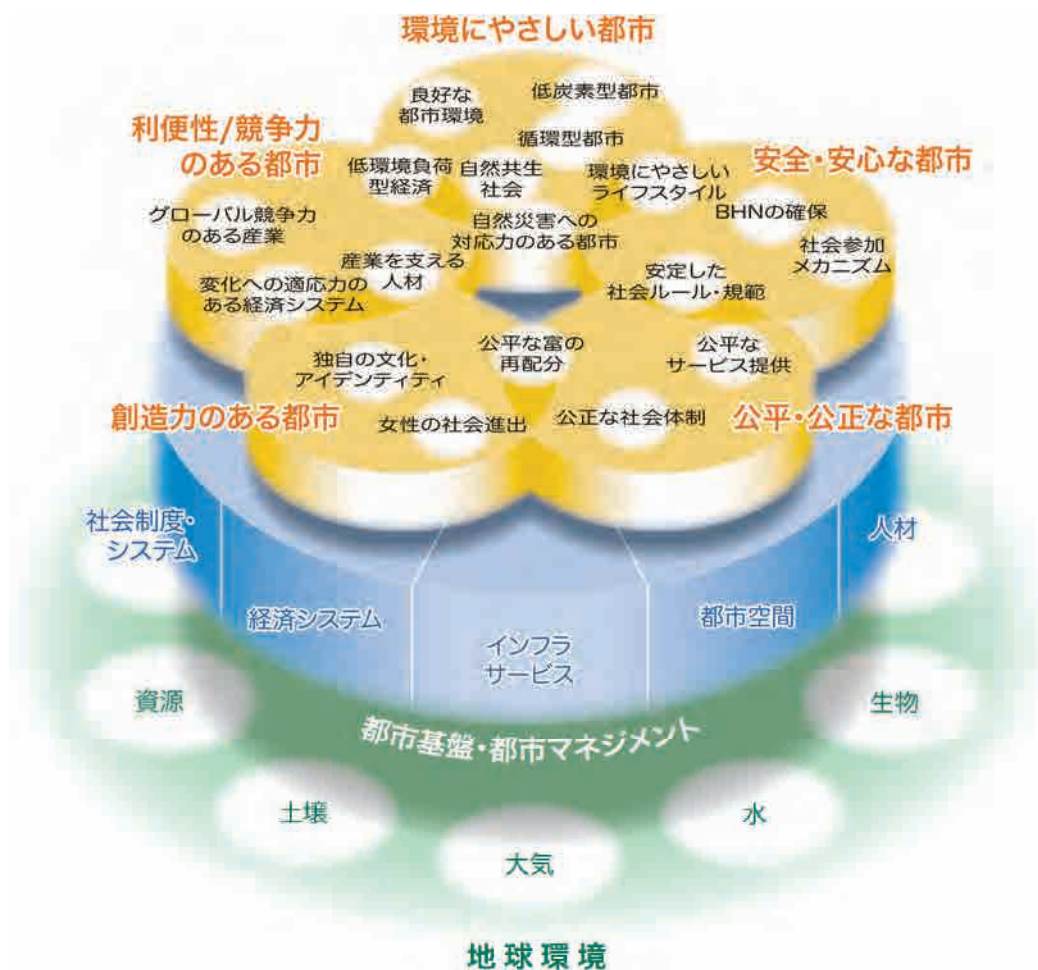 環境にやさしい都市
良好な
都市環境
低炭素型都市
循環型都市
利便性/競争力
のある都市
低環境負荷
型経済
自然共生
社会
環境にやさしい
ライフスタイル
安全・安心な都市
グローバル競争力
のある産業
自然災害への
対応力のある都市
BHNの確保
社会参加
メカニズム
産業を支える
人材
変化への適応力の
ある経済システム
安定した
社会ルール・規範
独自の文化・
アイデンティティ
公平な富の
再配分
公平な
サービス提供
創造力のある都市
女性の社会進出
公正な社会体制
公平・公正な都市
社会制度・
システム
経済システム
インフラ
サービス
都市空間
人材
資源
都市基盤・都市マネジメント
生物
土壌
大気
水
地球環境